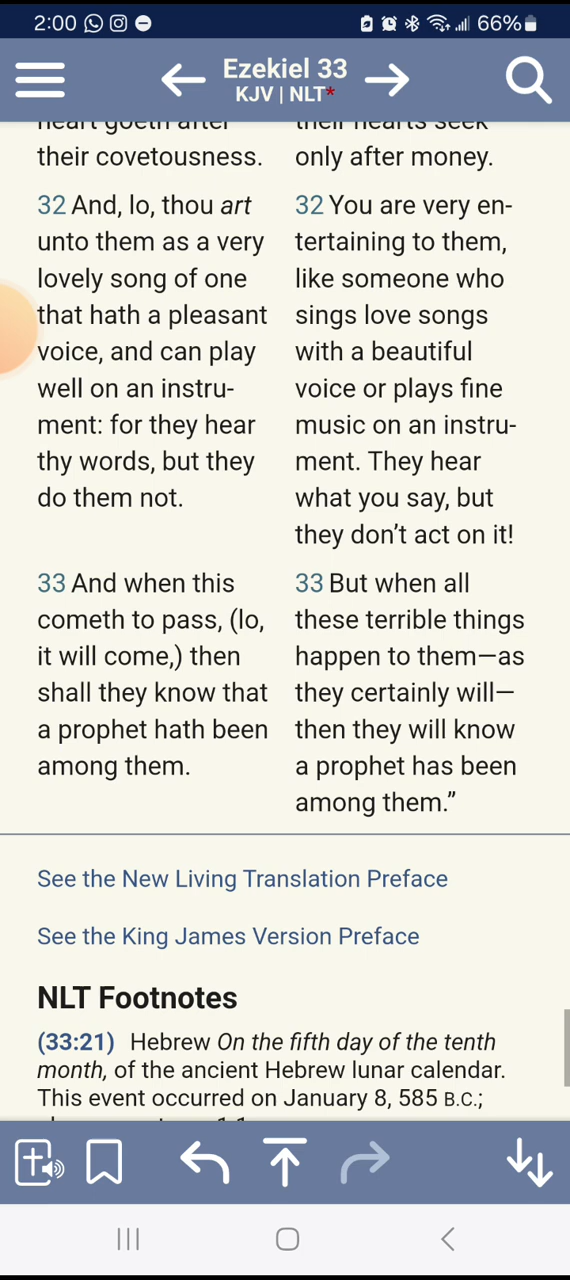 2:00 66%
Ezekiel 33
KJV | NLT*
heart goeth after
their covetousness.
32 And, lo, thou art
unto them as a very
lovely song of one
that hath a pleasant
voice, and can play
well on an instru-
ment: for they hear
thy words, but they
do them not.
33 And when this
cometh to pass, (lo,
it will come,) then
shall they know that
a prophet hath been
among them.
their hearts seek
only after money.
32 You are very en-
tertaining to them,
like someone who
sings love songs
with a beautiful
voice or plays fine
music on an instru-
ment. They hear
what you say, but
they don’t act on it!
33 But when all
these terrible things
happen to them—as
they certainly will—
then they will know
a prophet has been
among them.”
See the New Living Translation Preface
See the King James Version Preface
NLT Footnotes
(33:21) Hebrew On the fifth day of the tenth
month, of the ancient Hebrew lunar calendar.
This event occurred on January 8, 585 B.C.;